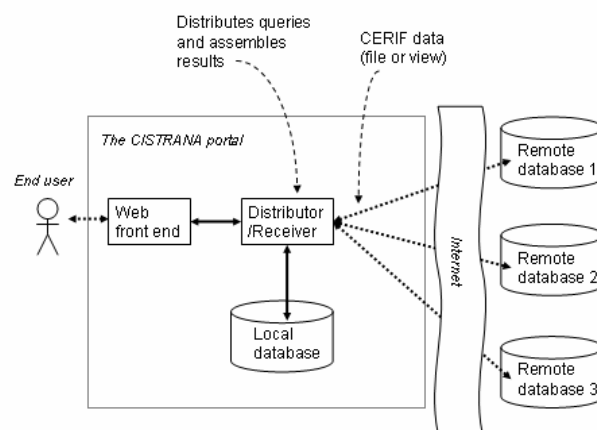 Distributes queries
and assembles
results
CERIF data
(file or view)
The CISTRANA portal
End user
Web
front end
Distributor
/Receiver
Local
database
Internet
Remote
database 1
Remote
database 2
Remote
database 3